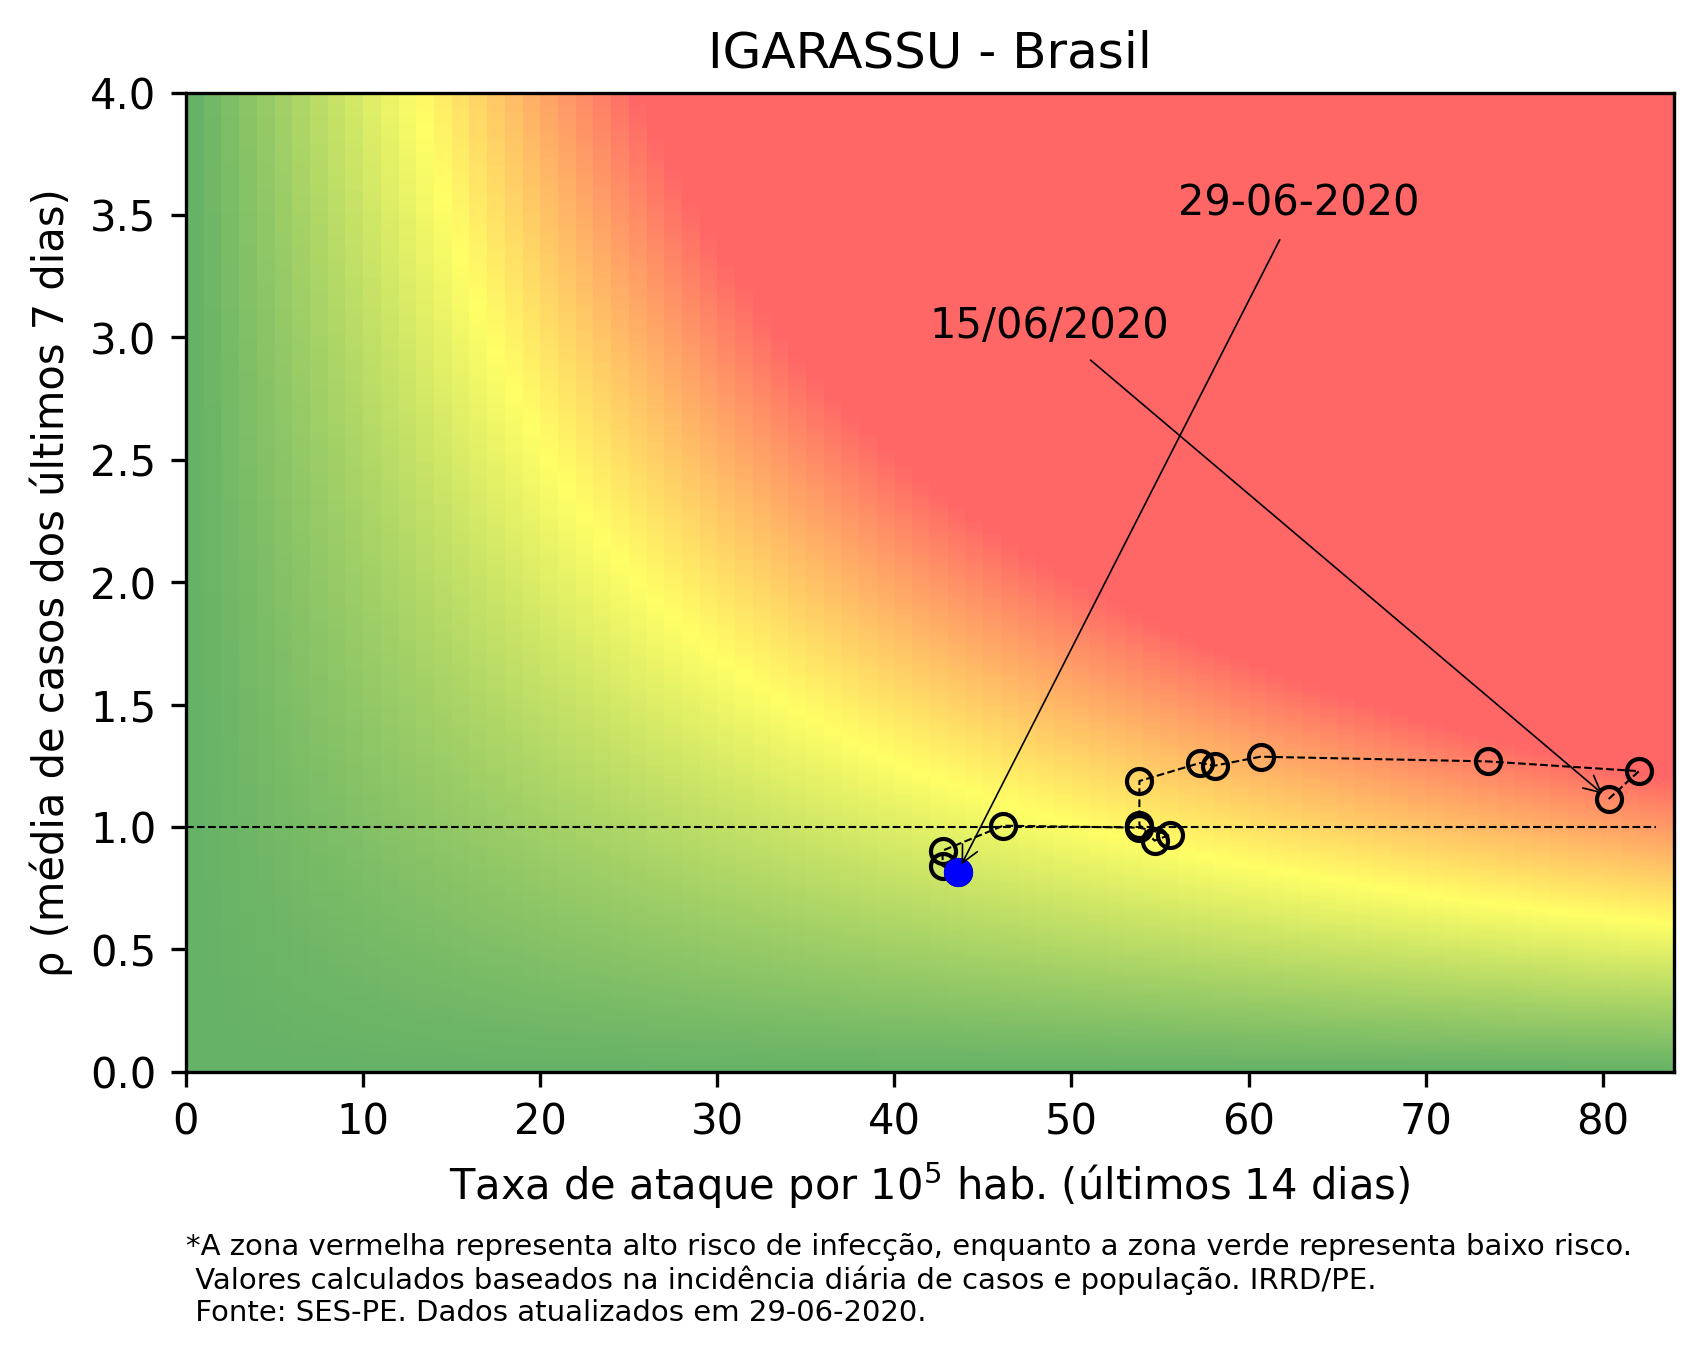 IGARASSU - Brasil
4.0
3.5
3.0
2.5
2.0
1.5
1.0
0.5
0.0
ρ (média de casos dos últimos 7 dias)
29-06-2020
15/06/2020
0 10 20 30 40 50 60 70 80
Taxa de ataque por 10⁵ hab. (últimos 14 dias)
*A zona vermelha representa alto risco de infecção, enquanto a zona verde representa baixo risco.
Valores calculados baseados na incidência diária de casos e população. IRRD/PE.
Fonte: SES-PE. Dados atualizados em 29-06-2020.